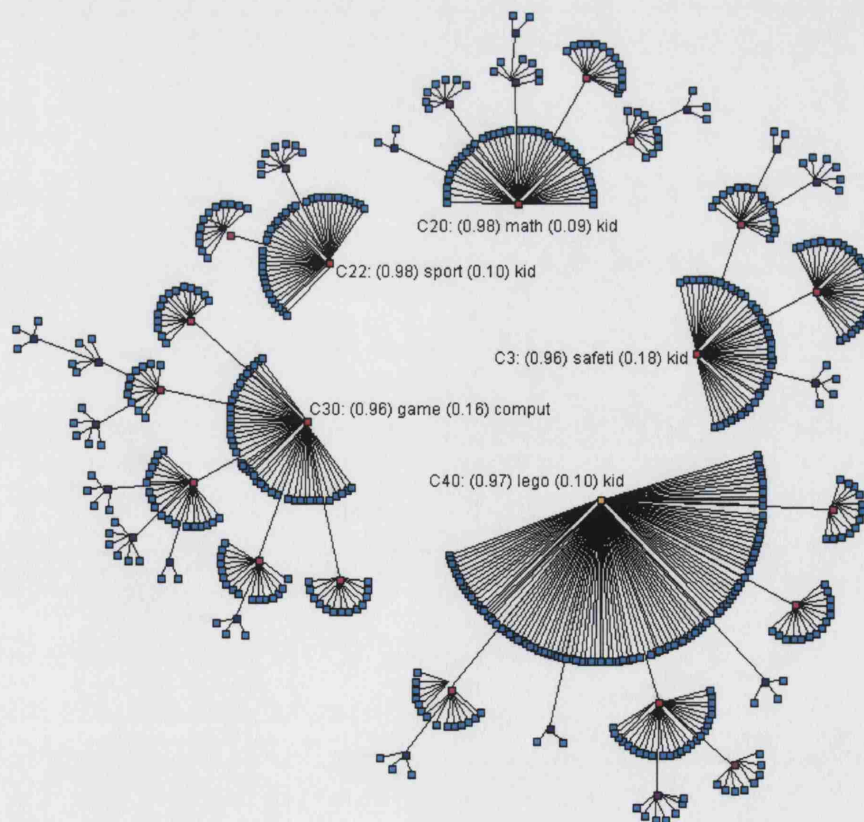 C20: (0.98) math (0.09) kid
C22: (0.98) sport (0.10) kid
C3: (0.96) safeti (0.18) kid
C30: (0.96) game (0.16) comput
C40: (0.97) lego (0.10) kid